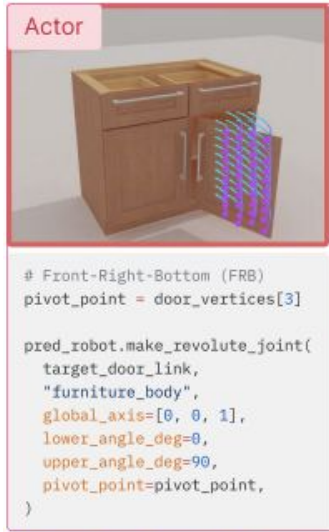 Actor
# Front-Right-Bottom (FRB)
pivot_point = door_vertices[3]
pred_robot.make_revolute_joint(
target_door_link,
"furniture_body",
global_axis=[0, 0, 1],
lower_angle_deg=0,
upper_angle_deg=90,
pivot_point=pivot_point,
)